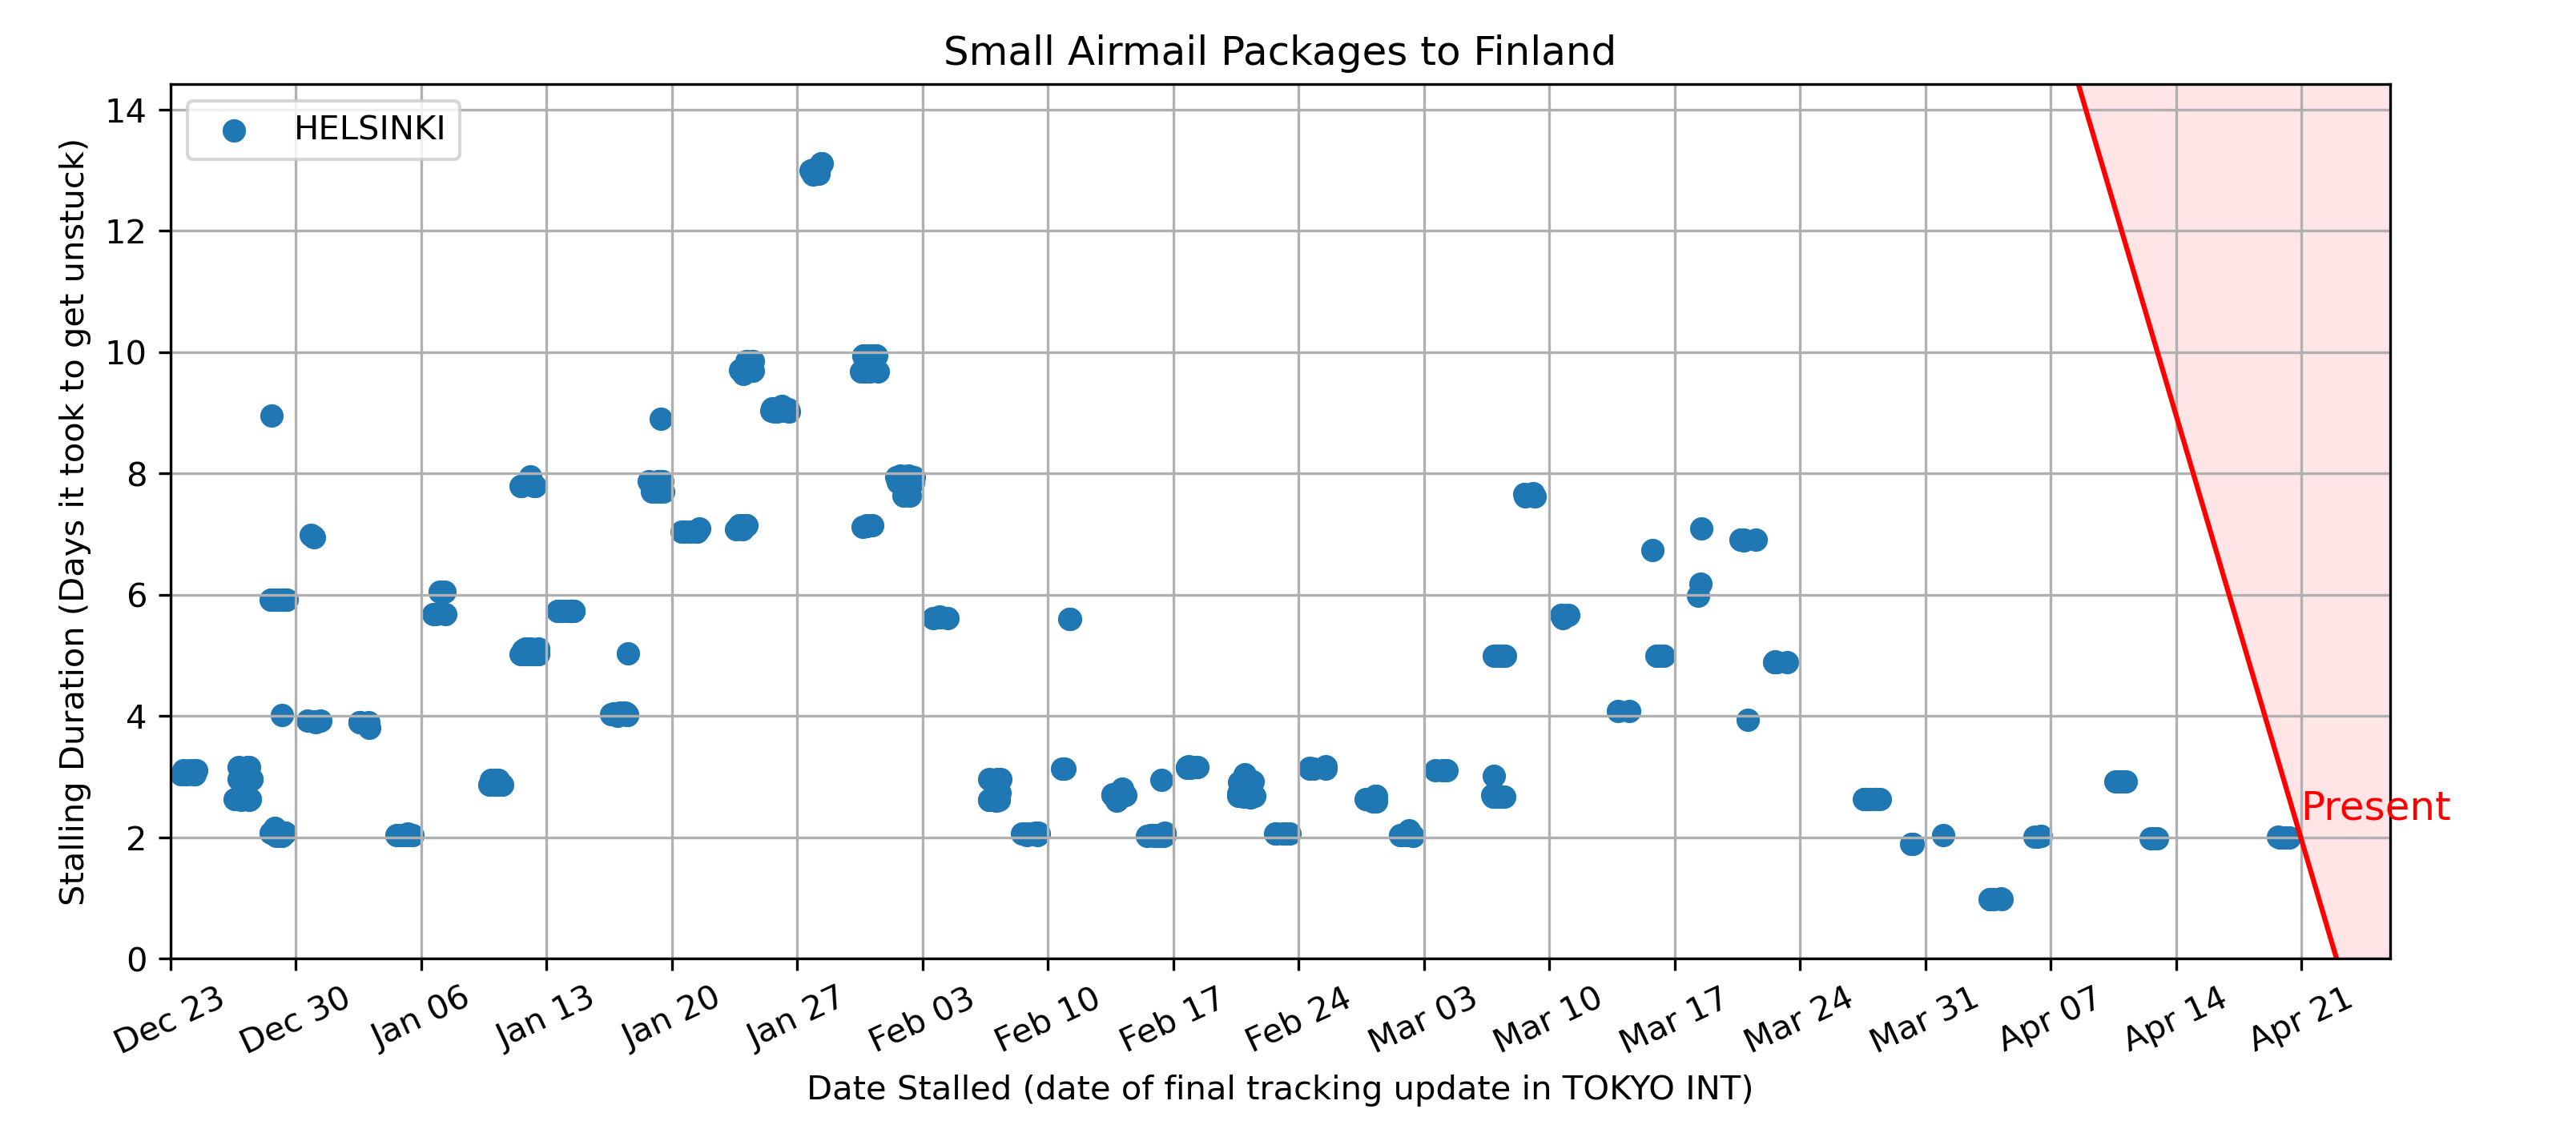 Small Airmail Packages to Finland
HELSINKI
Stalling Duration (Days it took to get unstuck)
14
12
10
8
6
4
2
0
Present
Dec 23
Dec 30
Jan 06
Jan 13
Jan 20
Jan 27
Feb 03
Feb 10
Feb 17
Feb 24
Mar 03
Mar 10
Mar 17
Mar 24
Mar 31
Apr 07
Apr 14
Apr 21
Date Stalled (date of final tracking update in TOKYO INT)